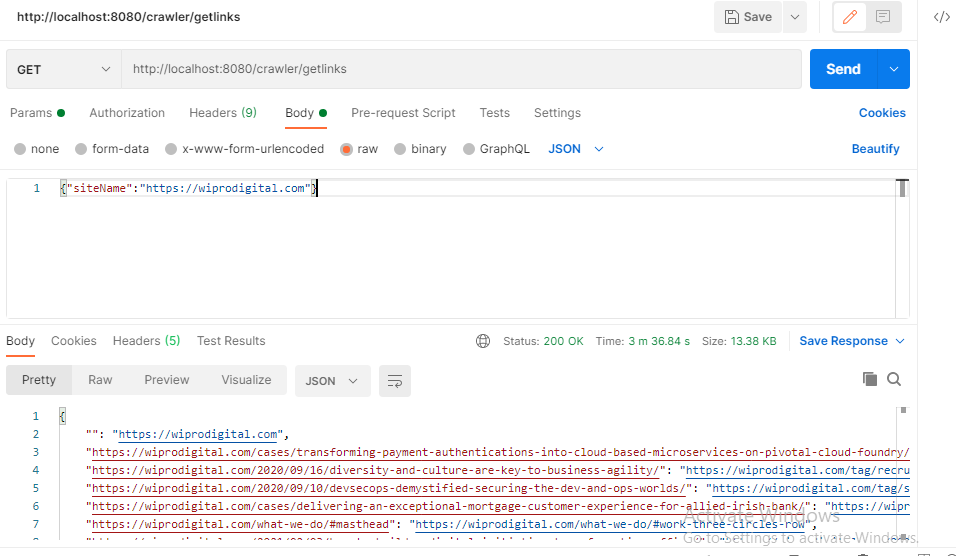 http://localhost:8080/crawler/getlinks
Save
GET http://localhost:8080/crawler/getlinks Send
Params Authorization Headers (9) Body Pre-request Script Tests Settings Cookies
none form-data x-www-form-urlencoded raw binary GraphQL JSON Beautify
1 {"siteName":"https://wiprodigital.com"}
Body Cookies Headers (5) Test Results Status: 200 OK Time: 3 m 36.84 s Size: 13.38 KB Save Response
Pretty Raw Preview Visualize JSON
1 {
2 "": "https://wiprodigital.com",
3 "https://wiprodigital.com/cases/transforming-payment-authentications-into-cloud-based-microservices-on-pivotal-cloud-foundry/
4 "https://wiprodigital.com/2020/09/16/diversity-and-culture-are-key-to-business-agility/": "https://wiprodigital.com/tag/recru
5 "https://wiprodigital.com/2020/09/10/devsecops-demystified-securing-the-dev-and-ops-worlds/": "https://wiprodigital.com/tag/s
6 "https://wiprodigital.com/cases/delivering-an-exceptional-mortgage-customer-experience-for-allied-irish-bank/": "https://wipr
7 "https://wiprodigital.com/what-we-do/#masthead": "https://wiprodigital.com/what-we-do/#work-three-circles-row",
Activate Windows
Go to Settings to activate Windows.